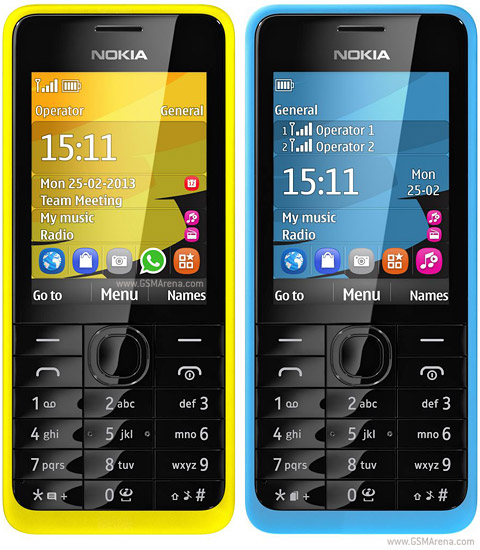 NOKIA
Operator General
15:11
Mon 25-02-2013
Team Meeting
My music
Radio
www.GSMArena.com
Go to Menu Names
1
2 abc
def 3
4 ghi
5 jkl
mno 6
7 pqrs
8 tuv
wxyz 9
* +
0
#
NOKIA
General
1 Operator 1
2 Operator 2
15:11 Mon
25-02
My music
Radio
Go to Menu Names
1
2 abc
def 3
4 ghi
5 jkl
mno 6
7 pqrs
8 tuv
wxyz 9
* +
0
#
www.GSMArena.com